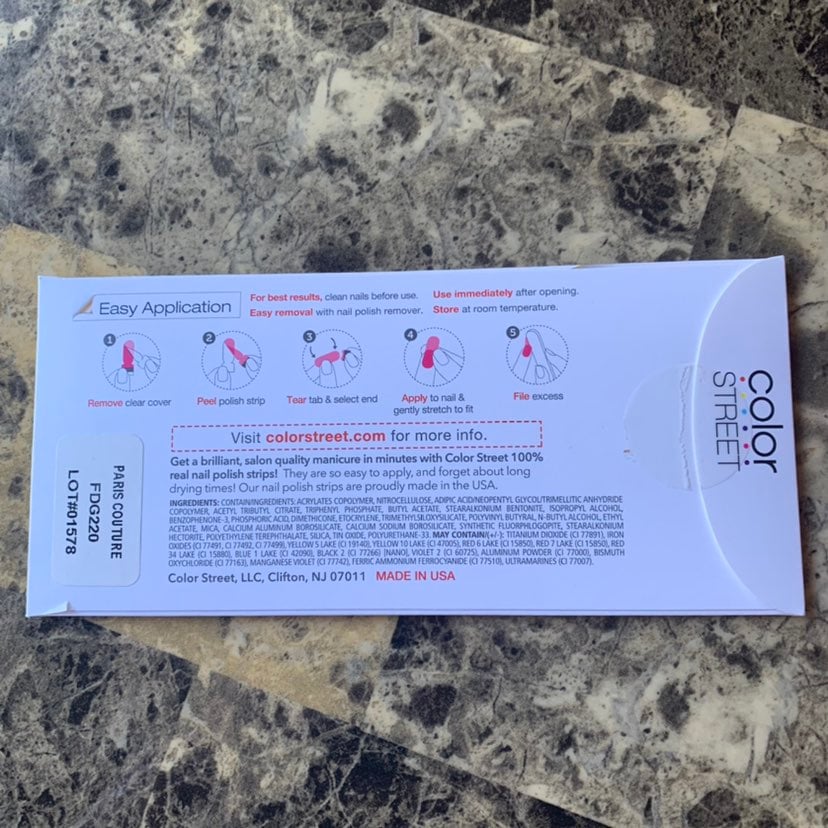 Easy Application
For best results, clean nails before use. Use immediately after opening.
Easy removal with nail polish remover. Store at room temperature.
1 2 3 4 5
Remove clear cover
Peel polish strip
Tear tab & select end
Apply to nail &
gently stretch to fit
File excess
Visit colorstreet.com for more info.
Get a brilliant, salon quality manicure in minutes with Color Street 100%
real nail polish strips! They are so easy to apply, and forget about long
drying times! Our nail polish strips are proudly made in the USA.
INGREDIENTS: CONTAIN/INGREDIENTS: ACRYLATES COPOLYMER, NITROCELLULOSE, ADIPIC ACID/NEOPENTYL GLYCOL/TRIMELLITIC ANHYDRIDE
COPOLYMER, ACETYL TRIBUTYL CITRATE, TRIPHENYL PHOSPHATE, BUTYL ACETATE, STEARALKONIUM BENTONITE, ISOPROPYL ALCOHOL,
BENZOPHENONE-3, PHOSPHORIC ACID, DIMETHICONE, ETOCRYLENE, TRIMETHYLSILOXYSILICATE, POLYVINYL BUTYRAL, N-BUTYL ALCOHOL, ETHYL
ACETATE, MICA, CALCIUM ALUMINUM BOROSILICATE, CALCIUM SODIUM BOROSILICATE, SYNTHETIC FLUORPHLOGOPITE, STEARALKONIUM
HECTORITE, POLYETHYLENE TEREPHTHALATE, SILICA, TIN OXIDE, POLYURETHANE-33. MAY CONTAIN/(+/-): TITANIUM DIOXIDE (CI 77891), IRON
OXIDES (CI 77491, CI 77492, CI 77499), YELLOW 5 LAKE (CI 19140), YELLOW 10 LAKE (CI 47005), RED 6 LAKE (CI 15850), RED 7 LAKE (CI 15850), RED
34 LAKE (CI 15880), BLUE 1 LAKE (CI 42090), BLACK 2 (CI 77266) [NANO], VIOLET 2 (CI 60725), ALUMINUM POWDER (CI 77000), BISMUTH
OXYCHLORIDE (CI 77163), MANGANESE VIOLET (CI 77742), FERRIC AMMONIUM FERROCYANIDE (CI 77510), ULTRAMARINES (CI 77007).
Color Street, LLC, Clifton, NJ 07011 MADE IN USA
PARIS COUTURE
FDG220
LOT#01578
color
STREET